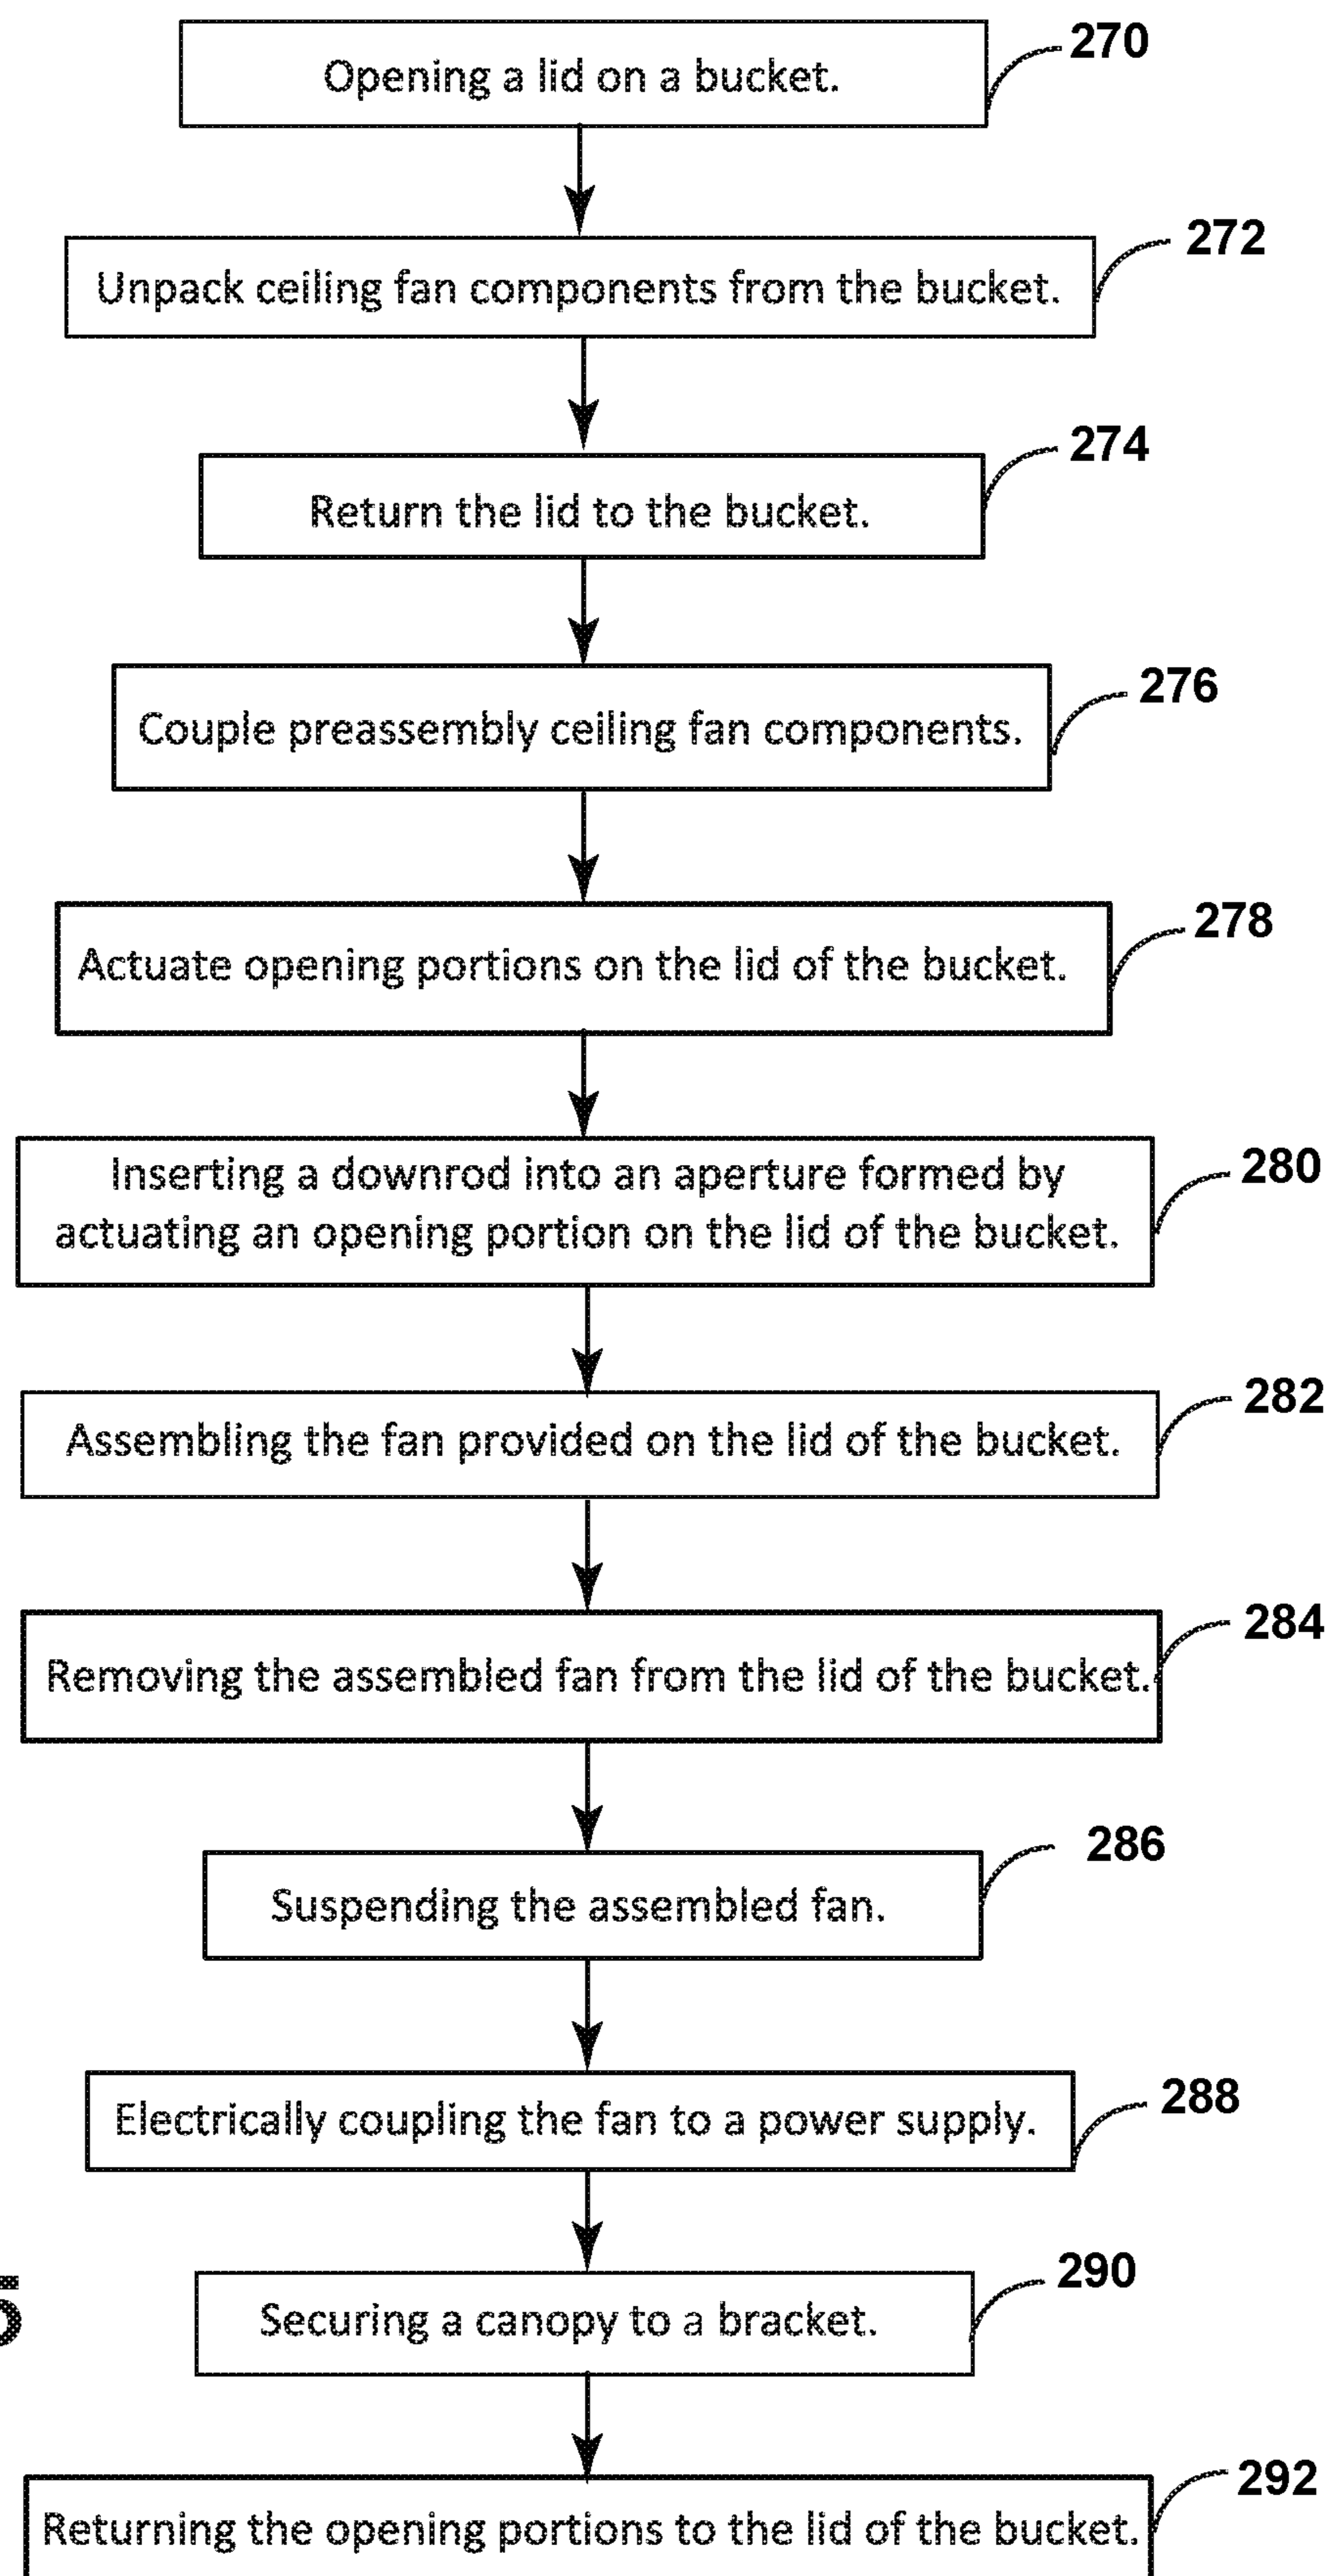 270
Opening a lid on a bucket.
272
Unpack ceiling fan components from the bucket.
274
Return the lid to the bucket.
276
Couple preassembly ceiling fan components.
278
Actuate opening portions on the lid of the bucket.
280
Inserting a downrod into an aperture formed by
actuating an opening portion on the lid of the bucket.
282
Assembling the fan provided on the lid of the bucket.
284
Removing the assembled fan from the lid of the bucket.
286
Suspending the assembled fan.
288
Electrically coupling the fan to a power supply.
290
5
Securing a canopy to a bracket.
292
Returning the opening portions to the lid of the bucket.